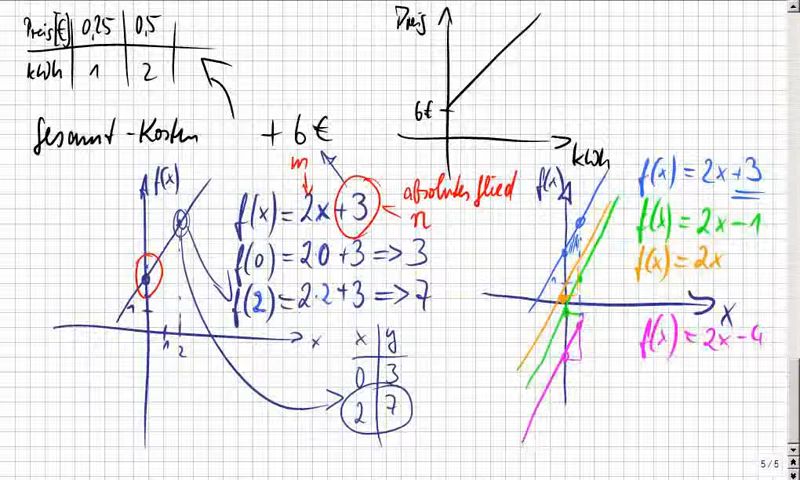 Preis[€] 0,25 0,5
kWh 1 2
Gesamt-Kosten + 6€
Preis
6€
kWh
m
f(x)
f(x) = 2x+3
absolutes Glied
n
f(0) = 2·0+3 => 3
f(2) = 2·2+3 => 7
1
1
2
x
x y
0 3
2 7
f(x)
f(x) = 2x+3
f(x) = 2x-1
f(x) = 2x
1
x
f(x) = 2x-4
5/5